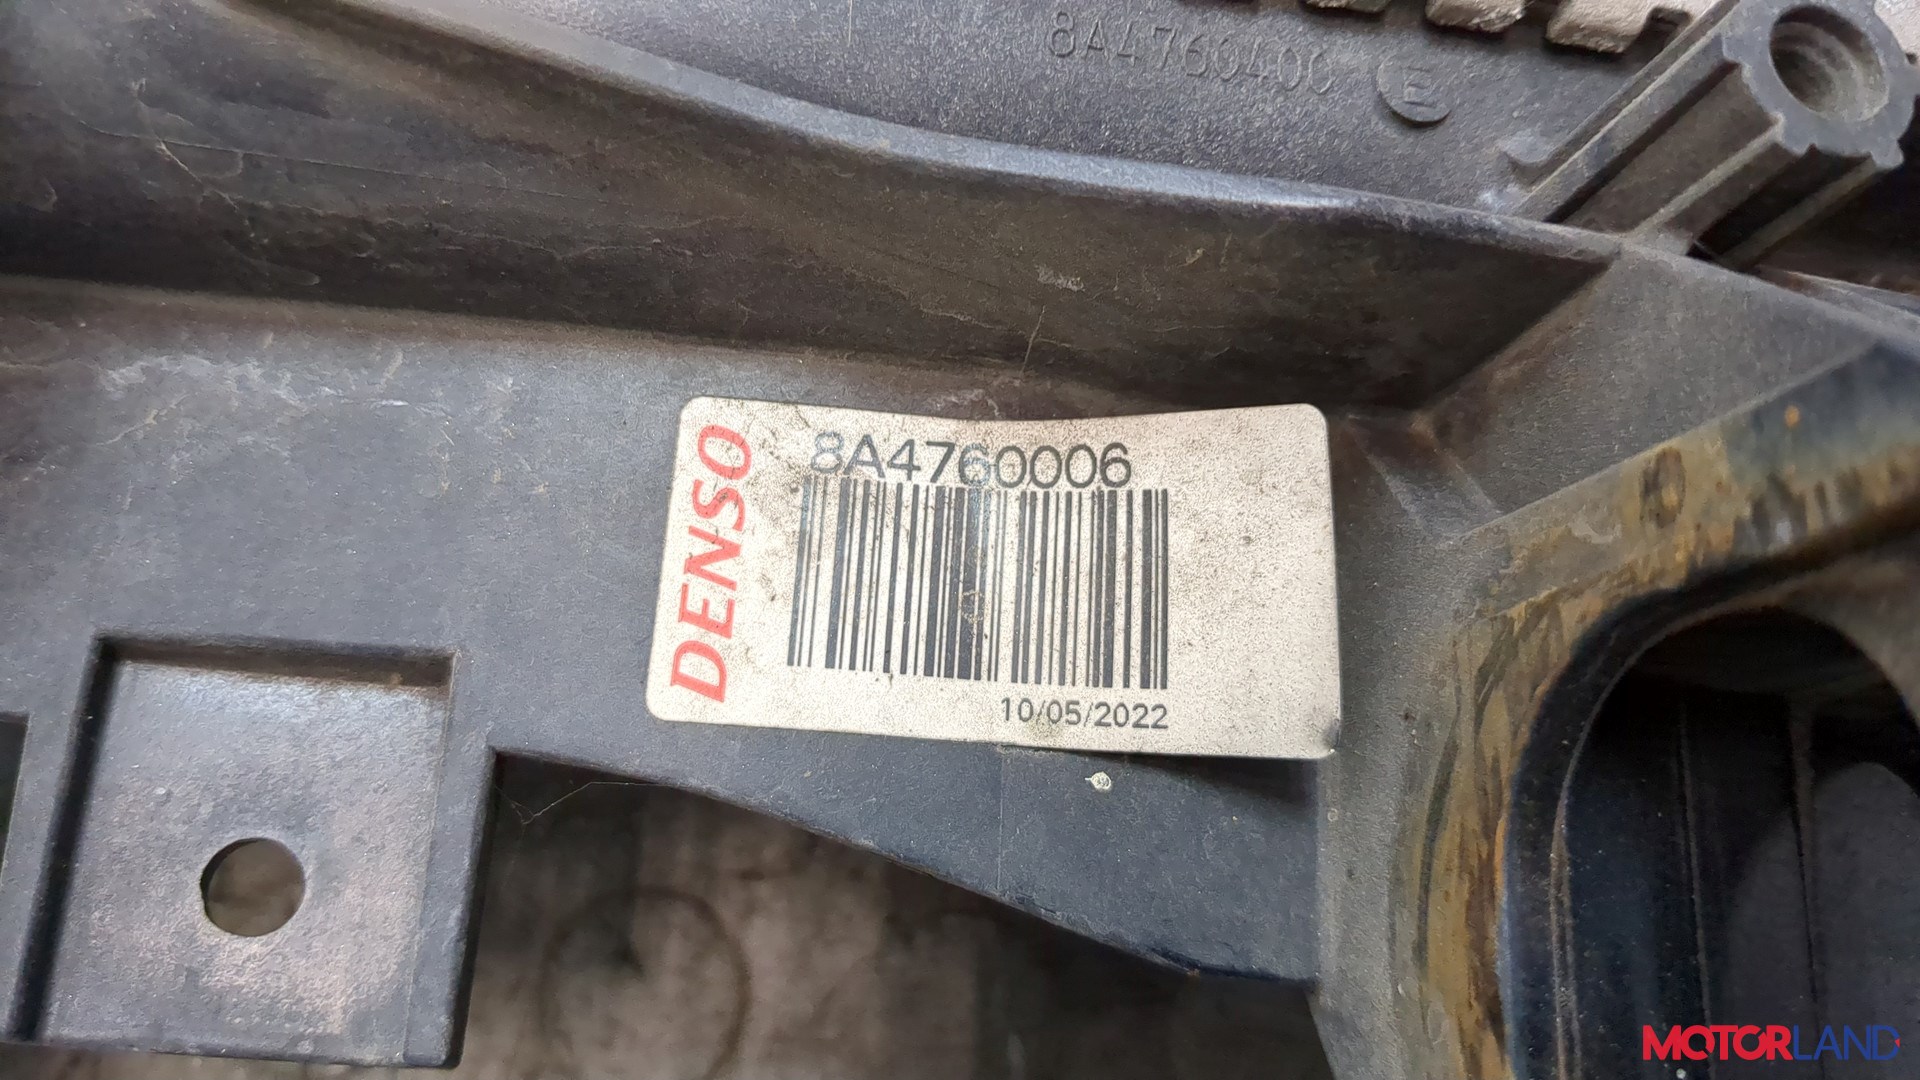 8A4760400 E
DENSO
8A4760006
10/05/2022
MOTORLAND